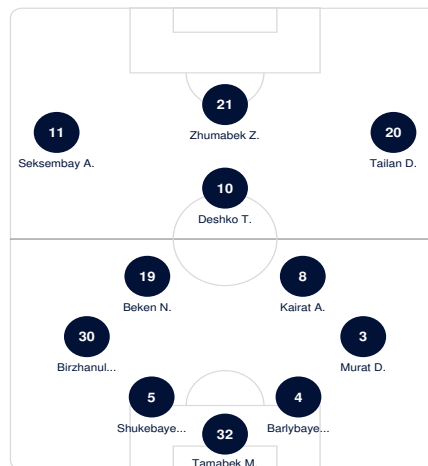 21
Zhumabek Z.
11
Seksembay A.
20
Tailan D.
10
Deshko T.
19
Beken N.
8
Kairat A.
30
Birzhanul...
3
Murat D.
5
Shukebaye...
4
Barlybaye...
32
Tamabek M.